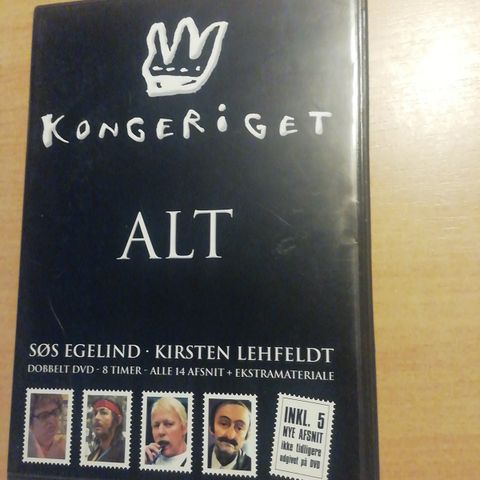 KONGERiGET
ALT
SØS EGELIND · KIRSTEN LEHFELDT
DOBBELT DVD - 8 TIMER - ALLE 14 AFSNIT + EKSTRAMATERIALE
INKL. 5
NYE AFSNIT
ikke tidligere
udgivet på DVD